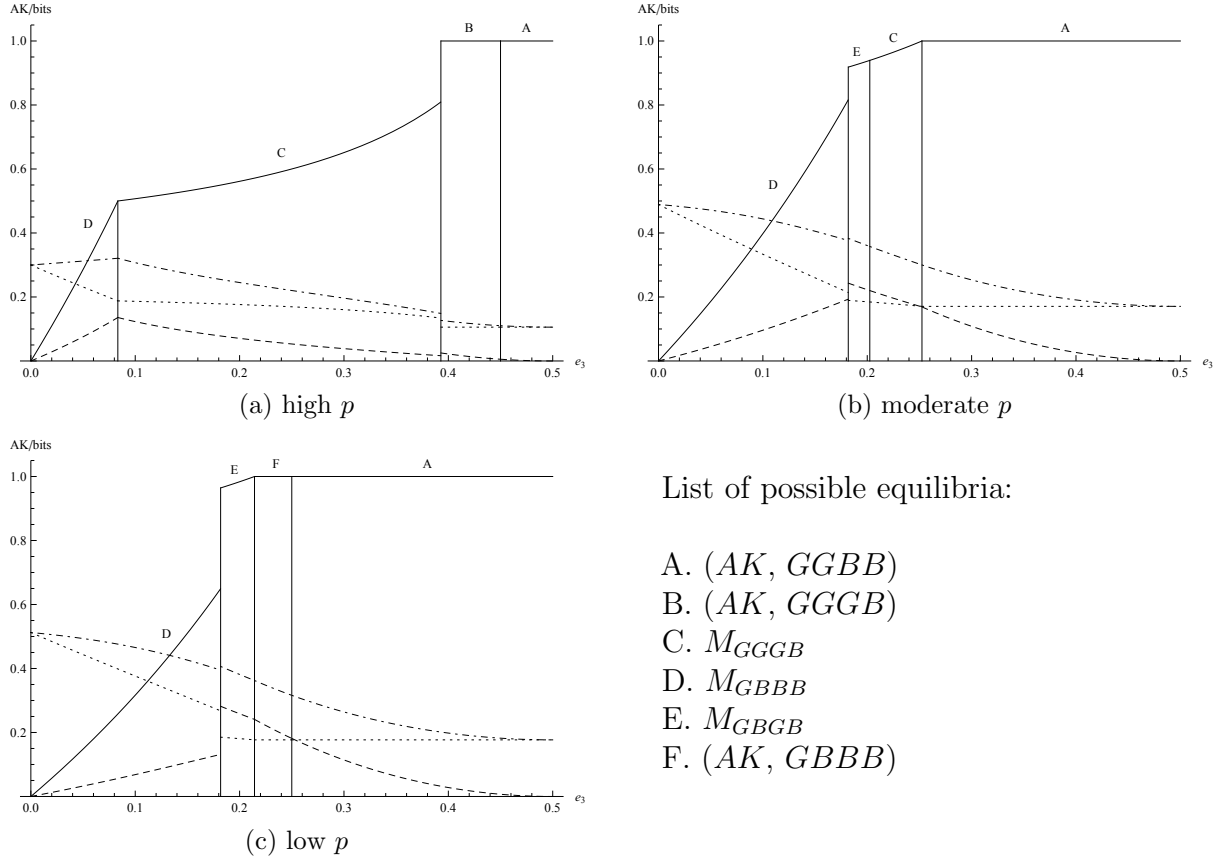 AK/bits
B A
1.0
0.8
C
0.6
0.4
D
0.2
0.0 0.1 0.2 0.3 0.4 0.5 e₃
(a) high p
AK/bits
E C A
1.0
0.8
0.6
D
0.4
0.2
0.0 0.1 0.2 0.3 0.4 0.5 e₃
(b) moderate p
AK/bits
E F A
1.0
0.8
0.6
D
0.4
0.2
0.0 0.1 0.2 0.3 0.4 0.5 e₃
(c) low p
List of possible equilibria:
A. (AK, GGBB)
B. (AK, GGGB)
C. M_GGGB
D. M_GBBB
E. M_GBGB
F. (AK, GBBB)